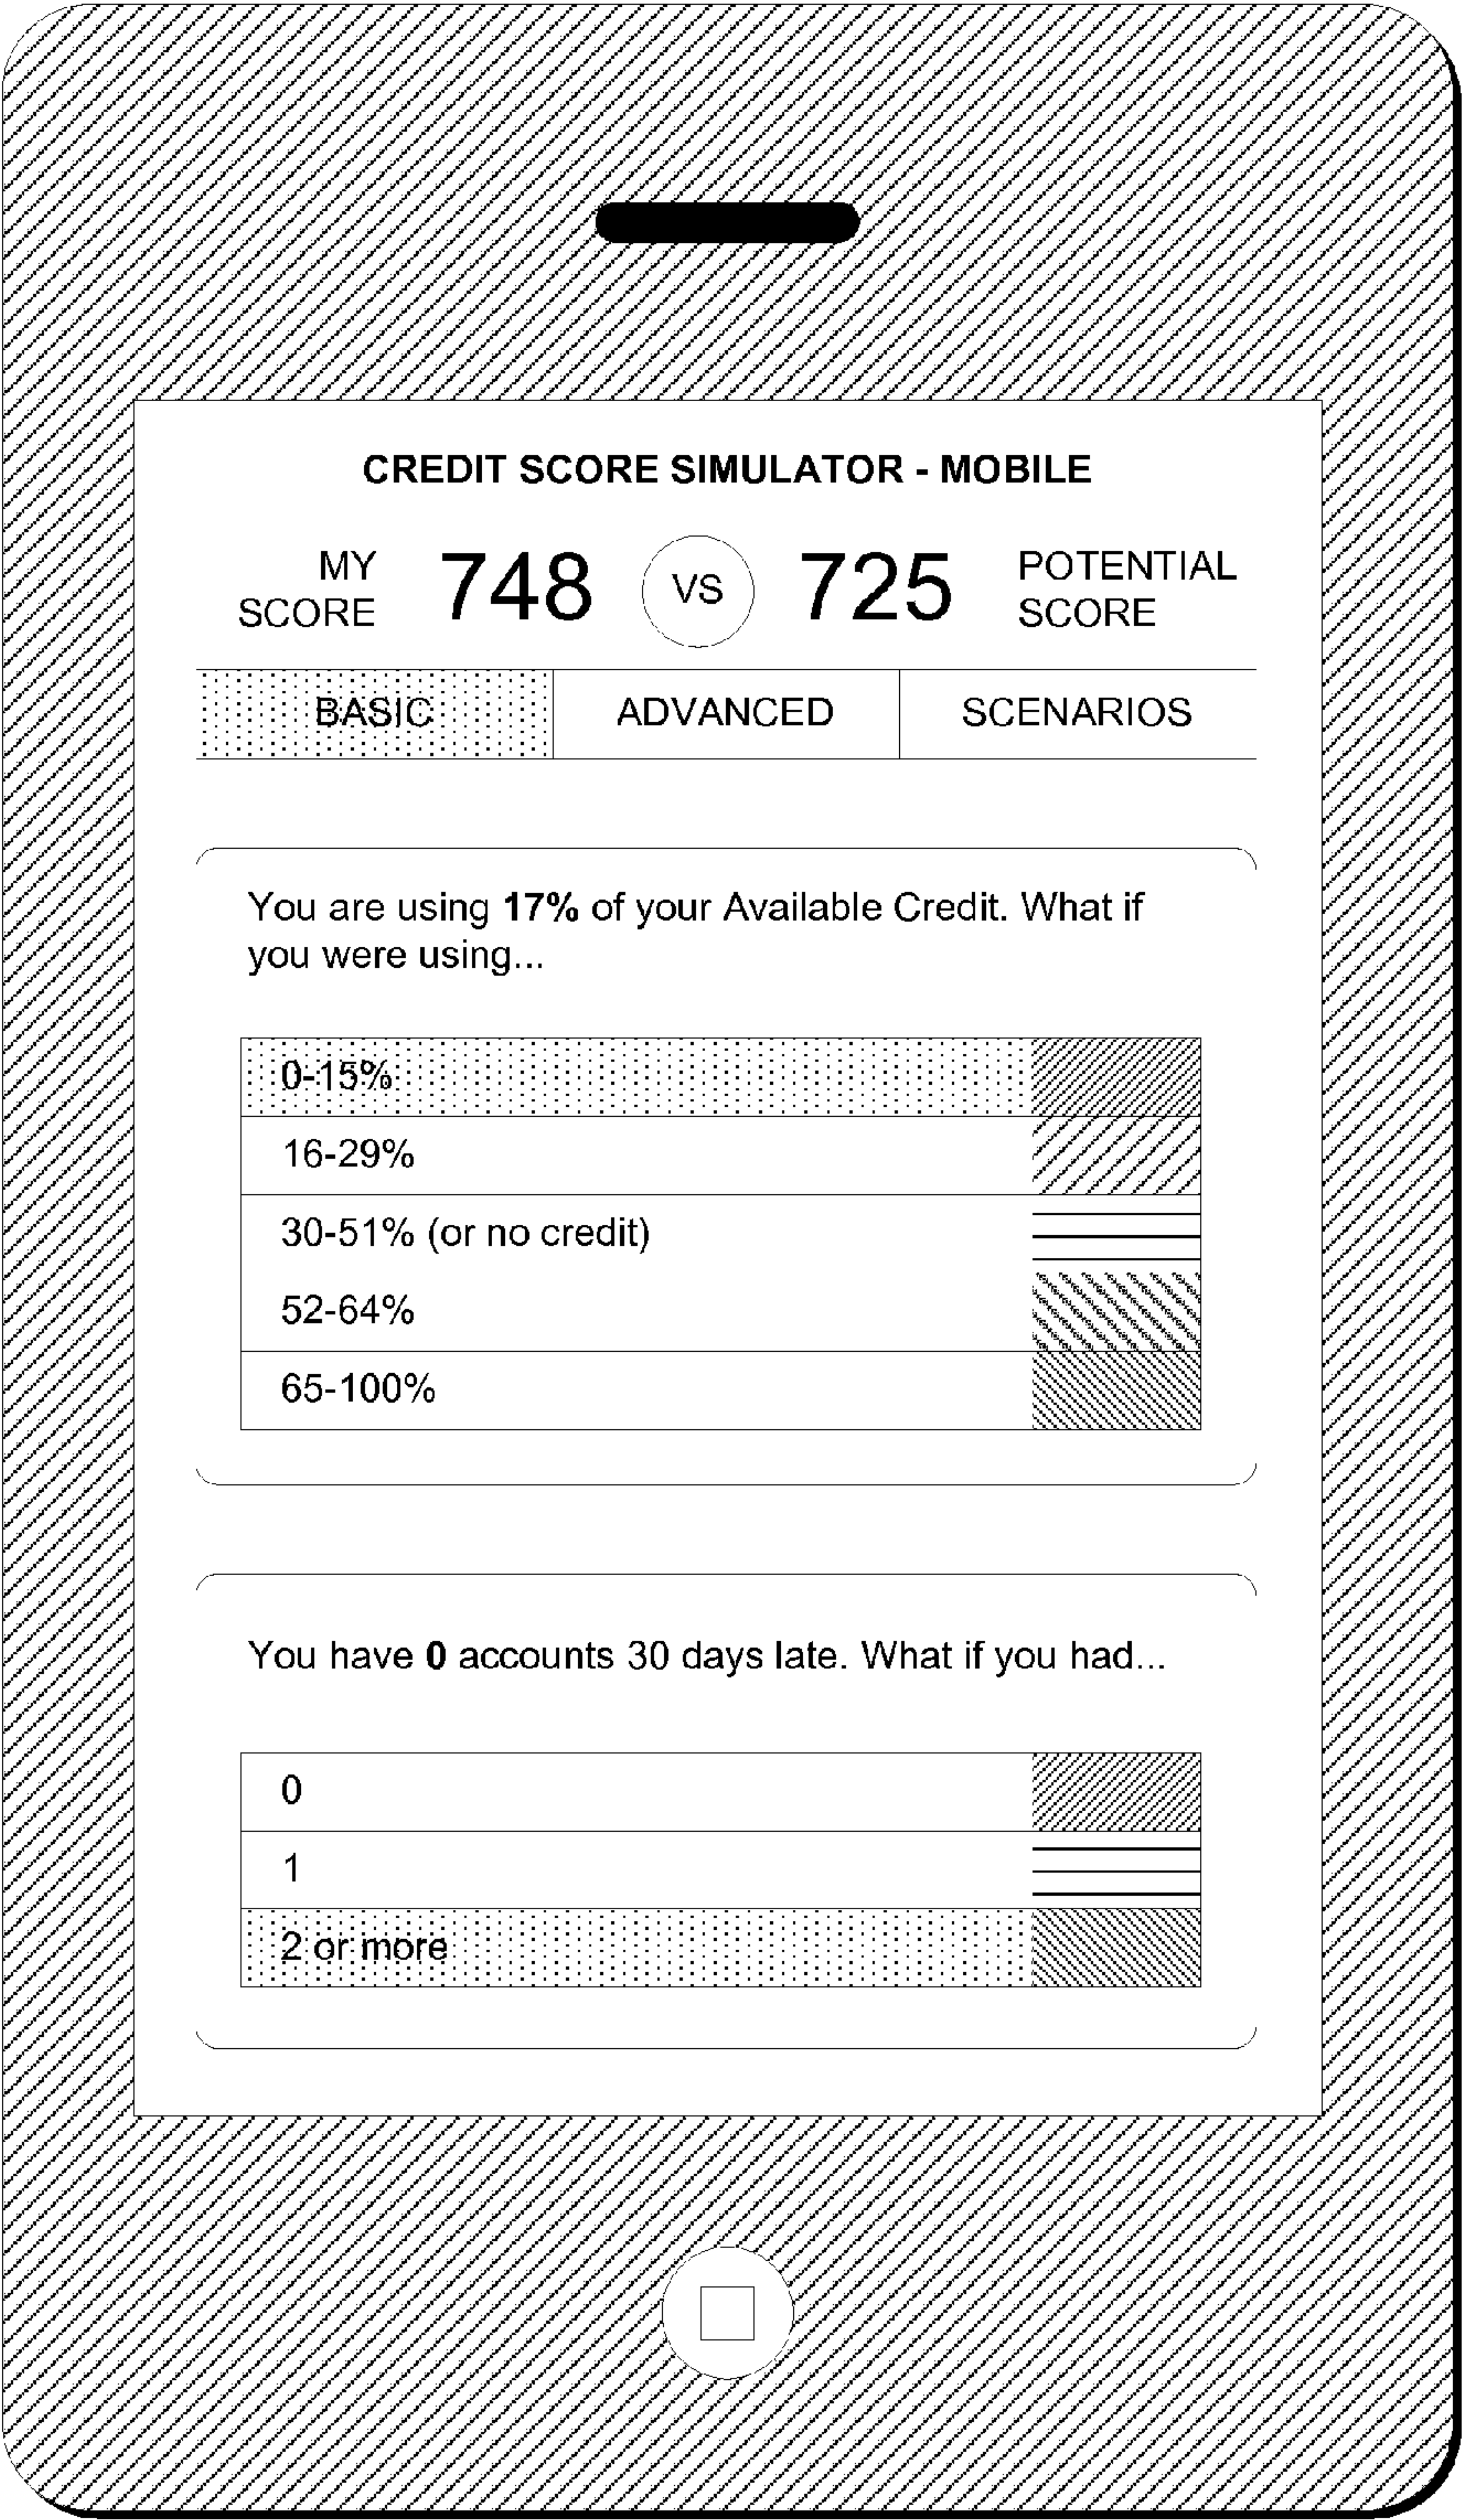 CREDIT SCORE SIMULATOR - MOBILE
MY SCORE 748 VS 725 POTENTIAL SCORE
BASIC ADVANCED SCENARIOS
You are using 17% of your Available Credit. What if
you were using...
0-15%
16-29%
30-51% (or no credit)
52-64%
65-100%
You have 0 accounts 30 days late. What if you had...
0
1
2 or more